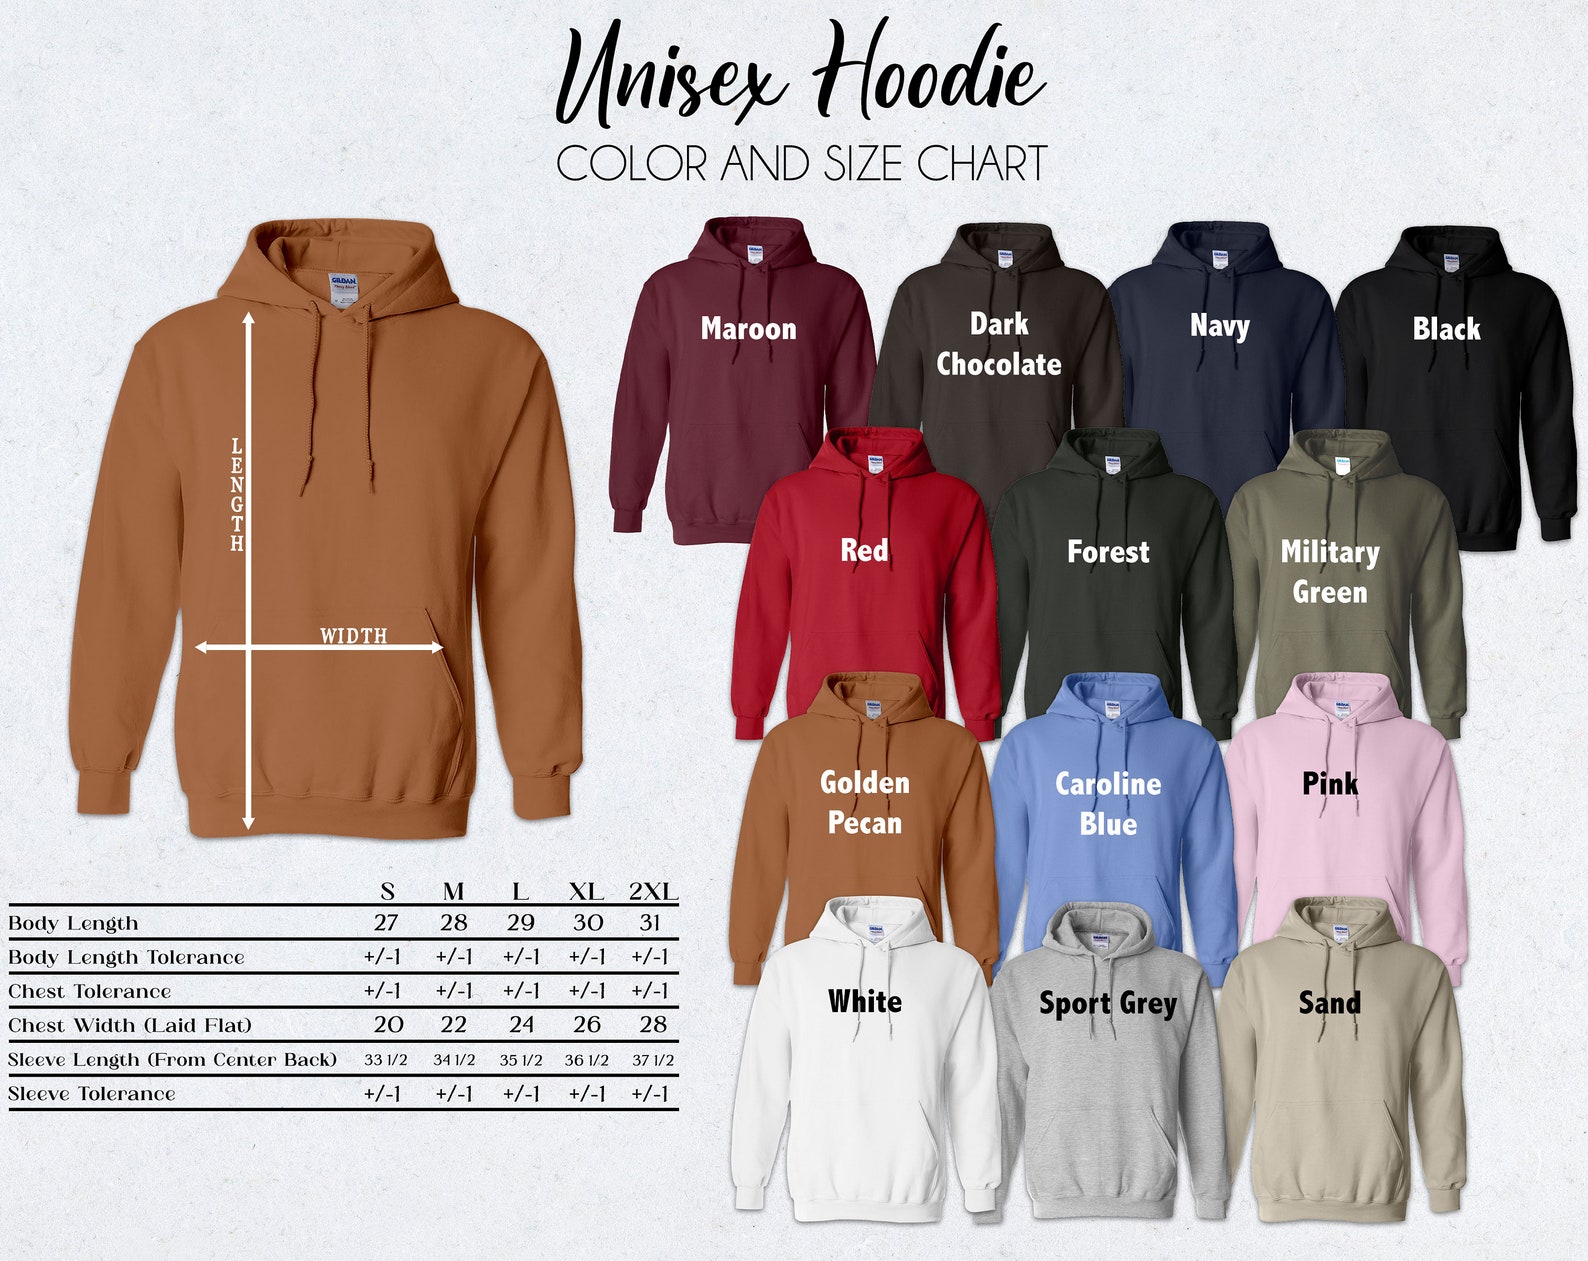 Unisex Hoodie
COLOR AND SIZE CHART
GILDAN
LENGTH
WIDTH
Maroon
Dark
Chocolate
Navy
Black
Red
Forest
Military
Green
Golden
Pecan
Caroline
Blue
Pink
White
Sport Grey
Sand
S M L XL 2XL
Body Length 27 28 29 30 31
Body Length Tolerance +/-1 +/-1 +/-1 +/-1 +/-1
Chest Tolerance +/-1 +/-1 +/-1 +/-1 +/-1
Chest Width (Laid Flat) 20 22 24 26 28
Sleeve Length (From Center Back) 33 1/2 34 1/2 35 1/2 36 1/2 37 1/2
Sleeve Tolerance +/-1 +/-1 +/-1 +/-1 +/-1